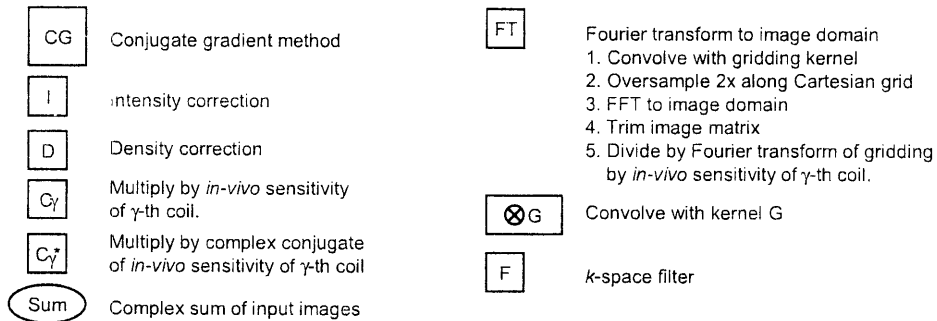 CG Conjugate gradient method
I Intensity correction
D Density correction
Cγ Multiply by in-vivo sensitivity
of γ-th coil.
Cγ* Multiply by complex conjugate
of in-vivo sensitivity of γ-th coil
Sum Complex sum of input images
FT Fourier transform to image domain
1. Convolve with gridding kernel
2. Oversample 2x along Cartesian grid
3. FFT to image domain
4. Trim image matrix
5. Divide by Fourier transform of gridding
by in-vivo sensitivity of γ-th coil.
⊗G Convolve with kernel G
F k-space filter